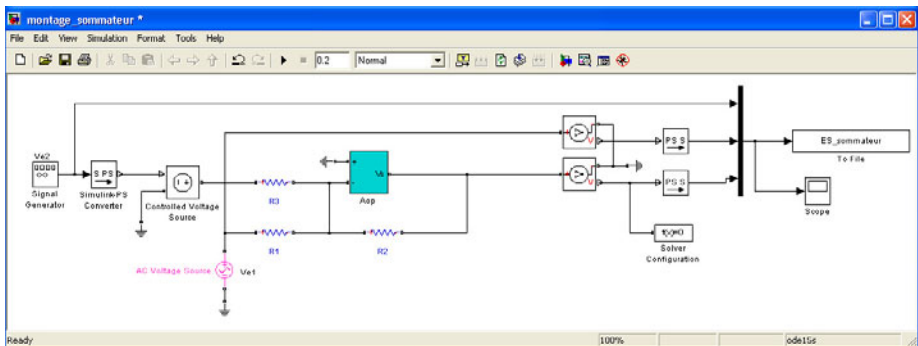 montage_sommateur *
File Edit View Simulation Format Tools Help
0.2 Normal
Ve2
Signal
Generator
S PS
Simulink-PS
Converter
Controlled Voltage
Source
R3
R1
R2
+
-
Vs
Aop
AC Voltage Source
Ve1
V
V
PS S
PS S
f(x)=0
Solver
Configuration
ES_sommateur
To File
Scope
Ready 100% ode15s